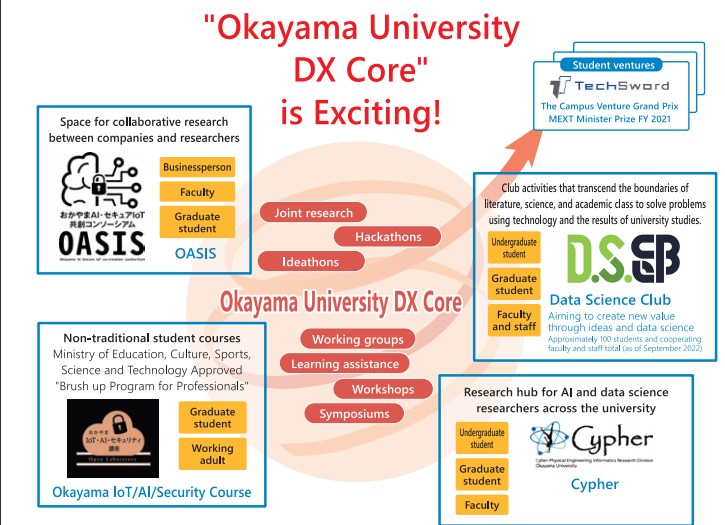 "Okayama University
DX Core"
is Exciting!
Student ventures
TechSword
The Campus Venture Grand Prix
MEXT Minister Prize FY 2021
Space for collaborative research
between companies and researchers
おかやまAI・セキュアIoT
共創コンソーシアム
OASIS
Okayama AI Secure IoT co-creation consortium
Businessperson
Faculty
Graduate
student
OASIS
Joint research
Hackathons
Ideathons
Okayama University DX Core
Working groups
Learning assistance
Workshops
Symposiums
Club activities that transcend the boundaries of
literature, science, and academic class to solve problems
using technology and the results of university studies.
Undergraduate
student
Graduate
student
Faculty
and staff
D.S.
Data Science Club
Aiming to create new value
through ideas and data science
Approximately 100 students and cooperating
faculty and staff total (as of September 2022)
Non-traditional student courses
Ministry of Education, Culture, Sports,
Science and Technology Approved
"Brush up Program for Professionals"
おかやま
IoT・AI・セキュリティ
講座
Open Laboratory
Graduate
student
Working
adult
Okayama IoT/AI/Security Course
Research hub for AI and data science
researchers across the university
Undergraduate
student
Graduate
student
Faculty
Cypher
Cyber-Physical Engineering Informatics Research Division
Okayama University
Cypher